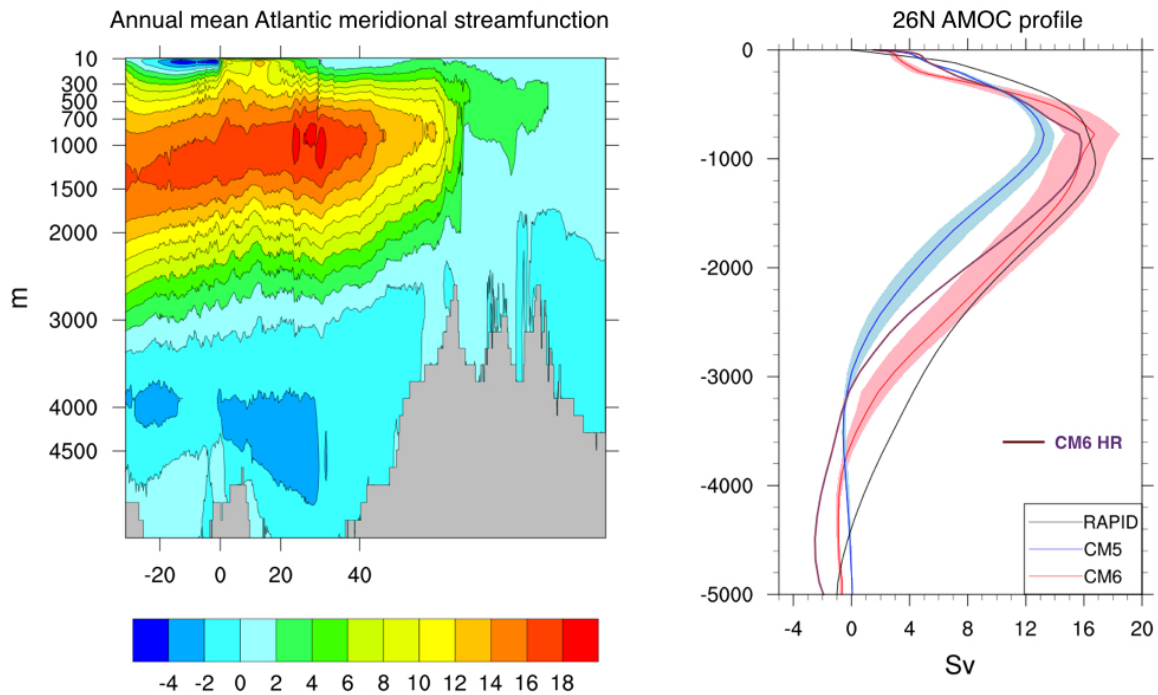 Annual mean Atlantic meridional streamfunction
10
300
500
700
1000
1500
2000
3000
4000
4500
m
-20 0 20 40
-4 -2 0 2 4 6 8 10 12 14 16 18
26N AMOC profile
0
-1000
-2000
-3000
-4000
-5000
CM6 HR
RAPID
CM5
CM6
-4 0 4 8 12 16 20
Sv